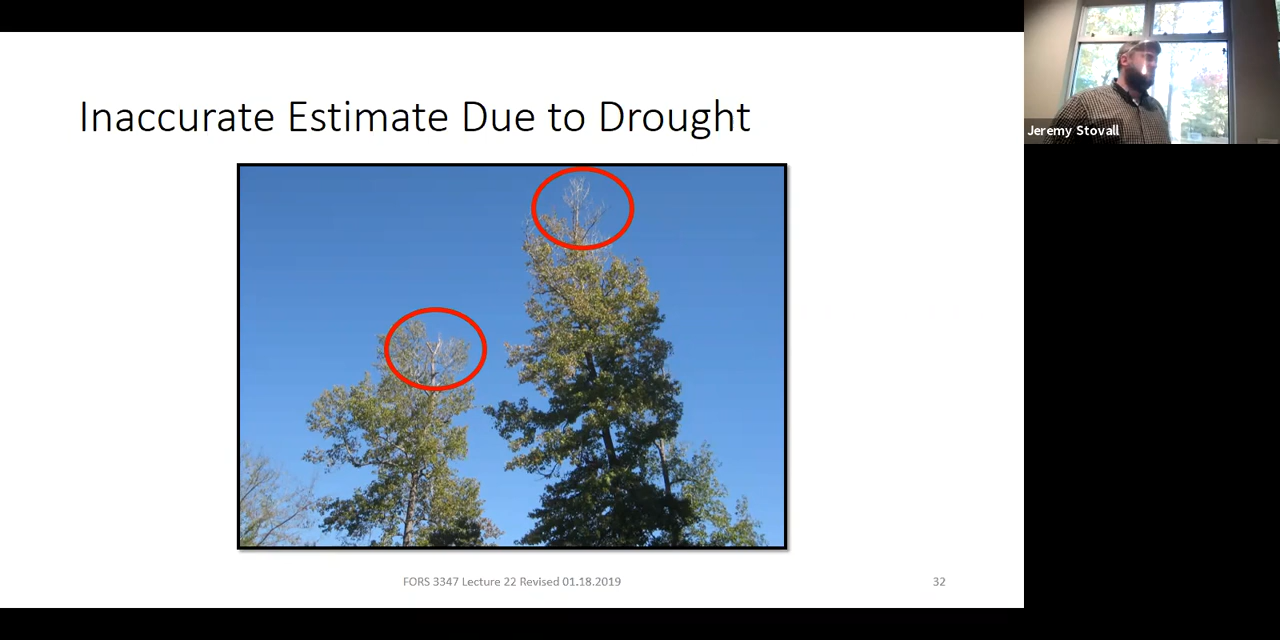 Inaccurate Estimate Due to Drought
Jeremy Stovall
FORS 3347 Lecture 22 Revised 01.18.2019
32